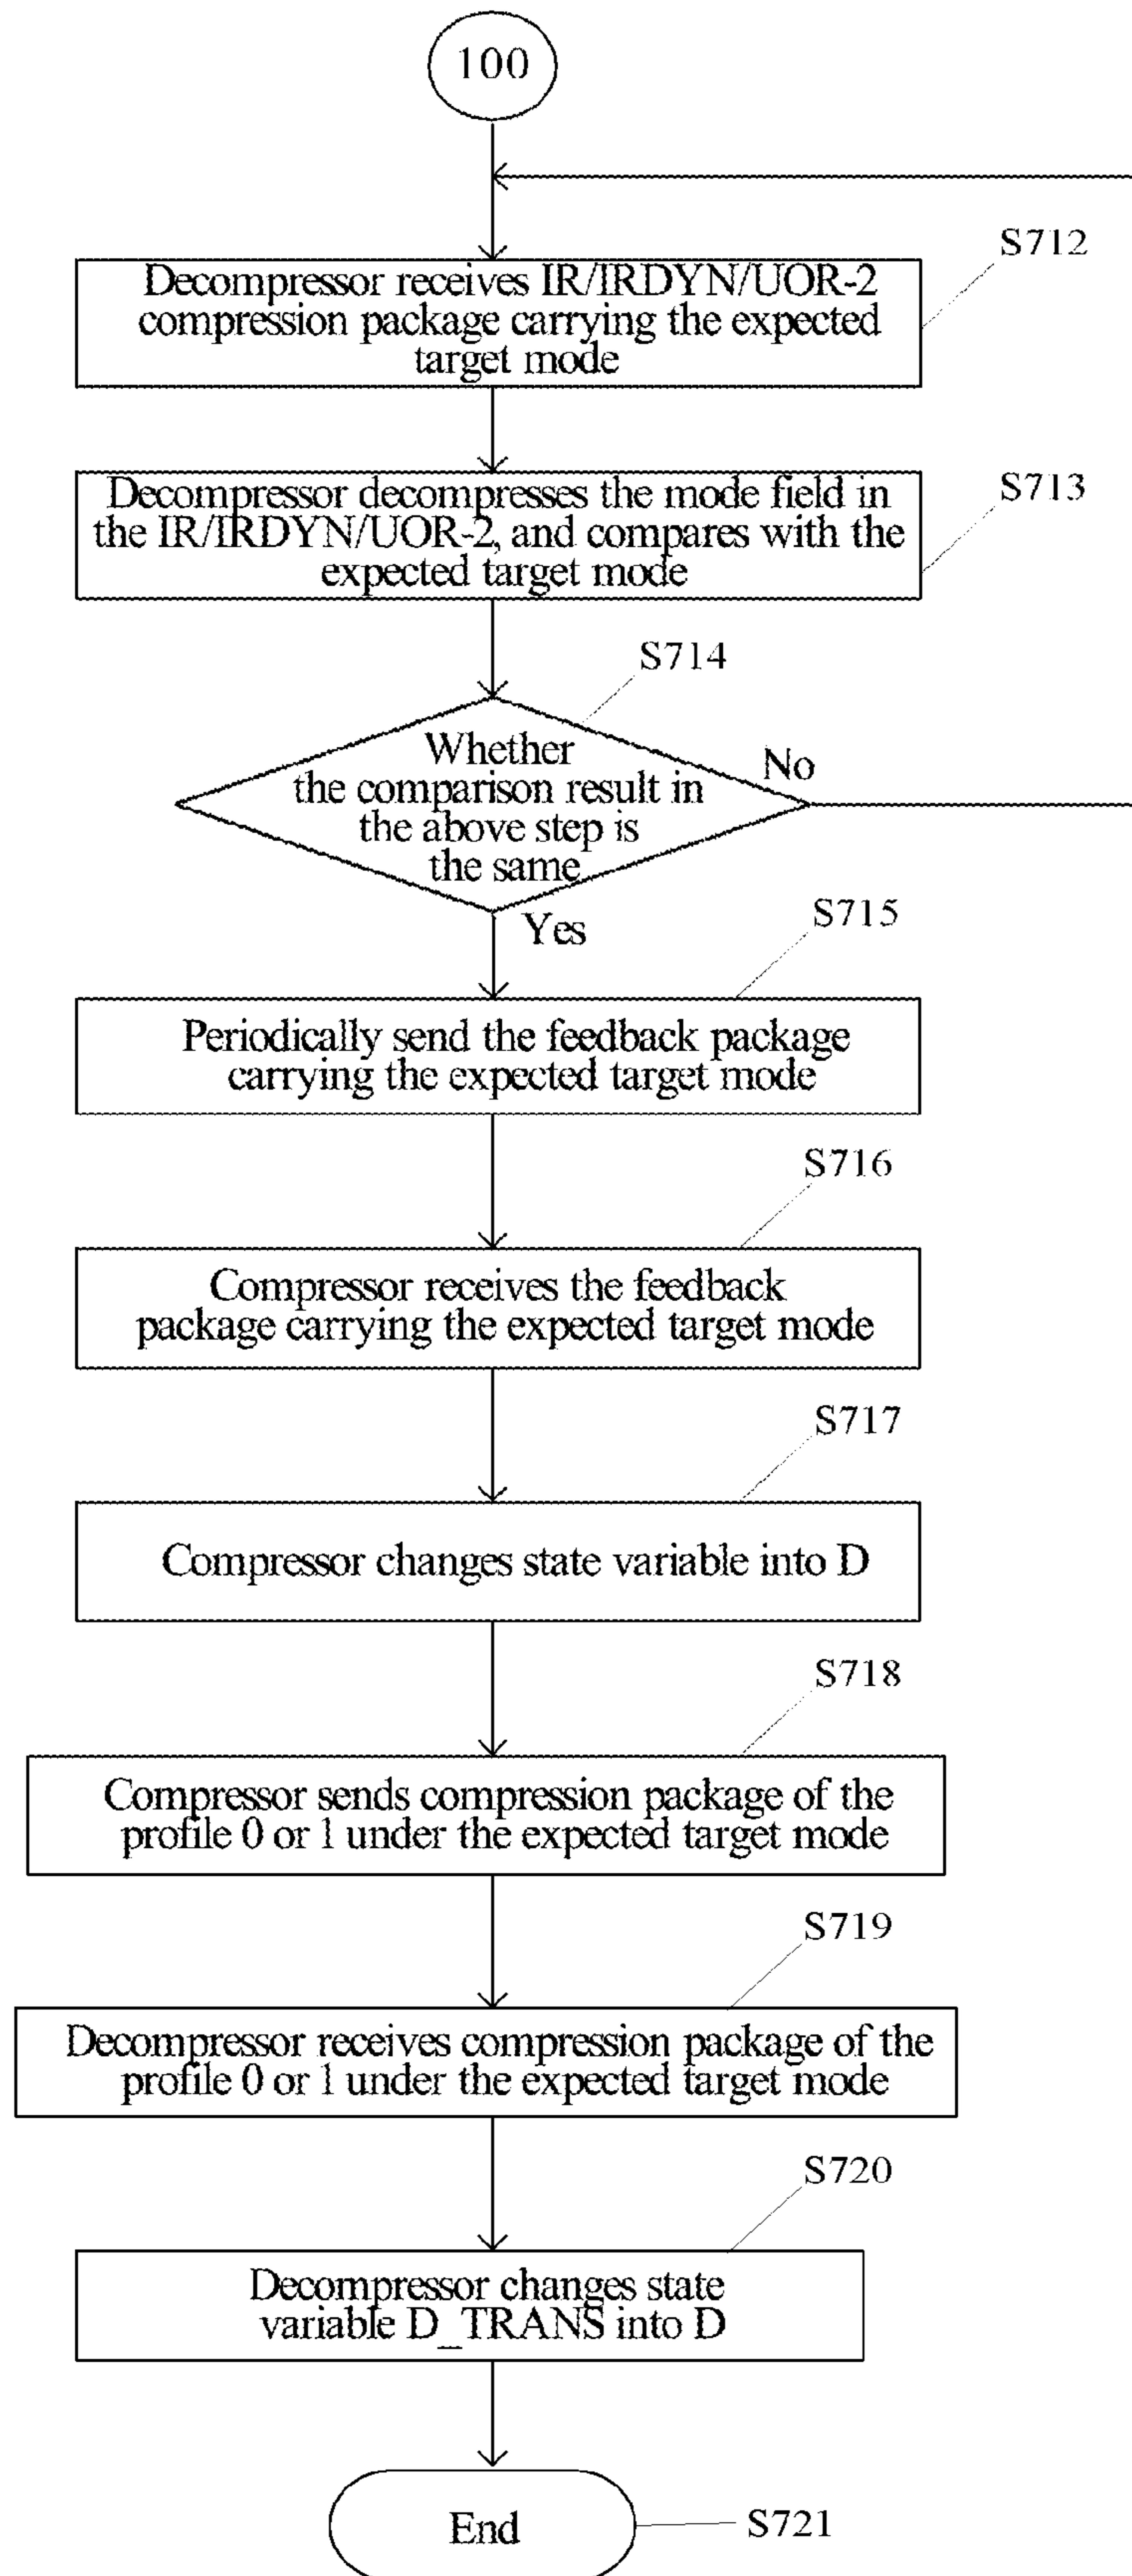 100
S712
Decompressor receives IR/IRDYN/UOR-2
compression package carrying the expected
target mode
S713
Decompressor decompresses the mode field in
the IR/IRDYN/UOR-2, and compares with the
expected target mode
S714
Whether
the comparison result in
the above step is
the same
No
Yes
S715
Periodically send the feedback package
carrying the expected target mode
S716
Compressor receives the feedback
package carrying the expected target mode
S717
Compressor changes state variable into D
S718
Compressor sends compression package of the
profile 0 or 1 under the expected target mode
S719
Decompressor receives compression package of the
profile 0 or 1 under the expected target mode
S720
Decompressor changes state
variable D_TRANS into D
End
S721